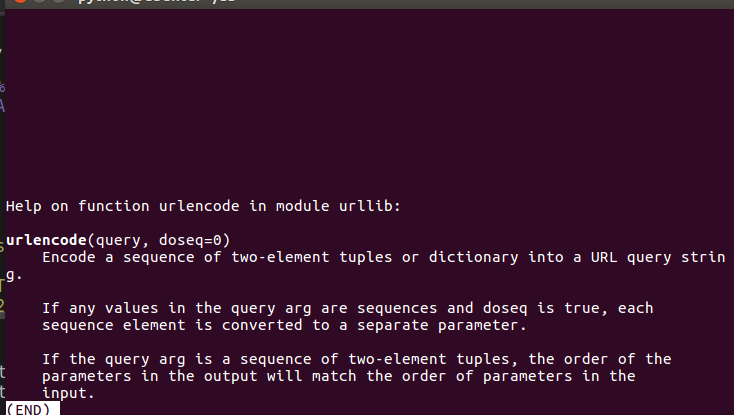 Help on function urlencode in module urllib:
urlencode(query, doseq=0)
Encode a sequence of two-element tuples or dictionary into a URL query strin
g.
If any values in the query arg are sequences and doseq is true, each
sequence element is converted to a separate parameter.
If the query arg is a sequence of two-element tuples, the order of the
parameters in the output will match the order of parameters in the
input.
(END)